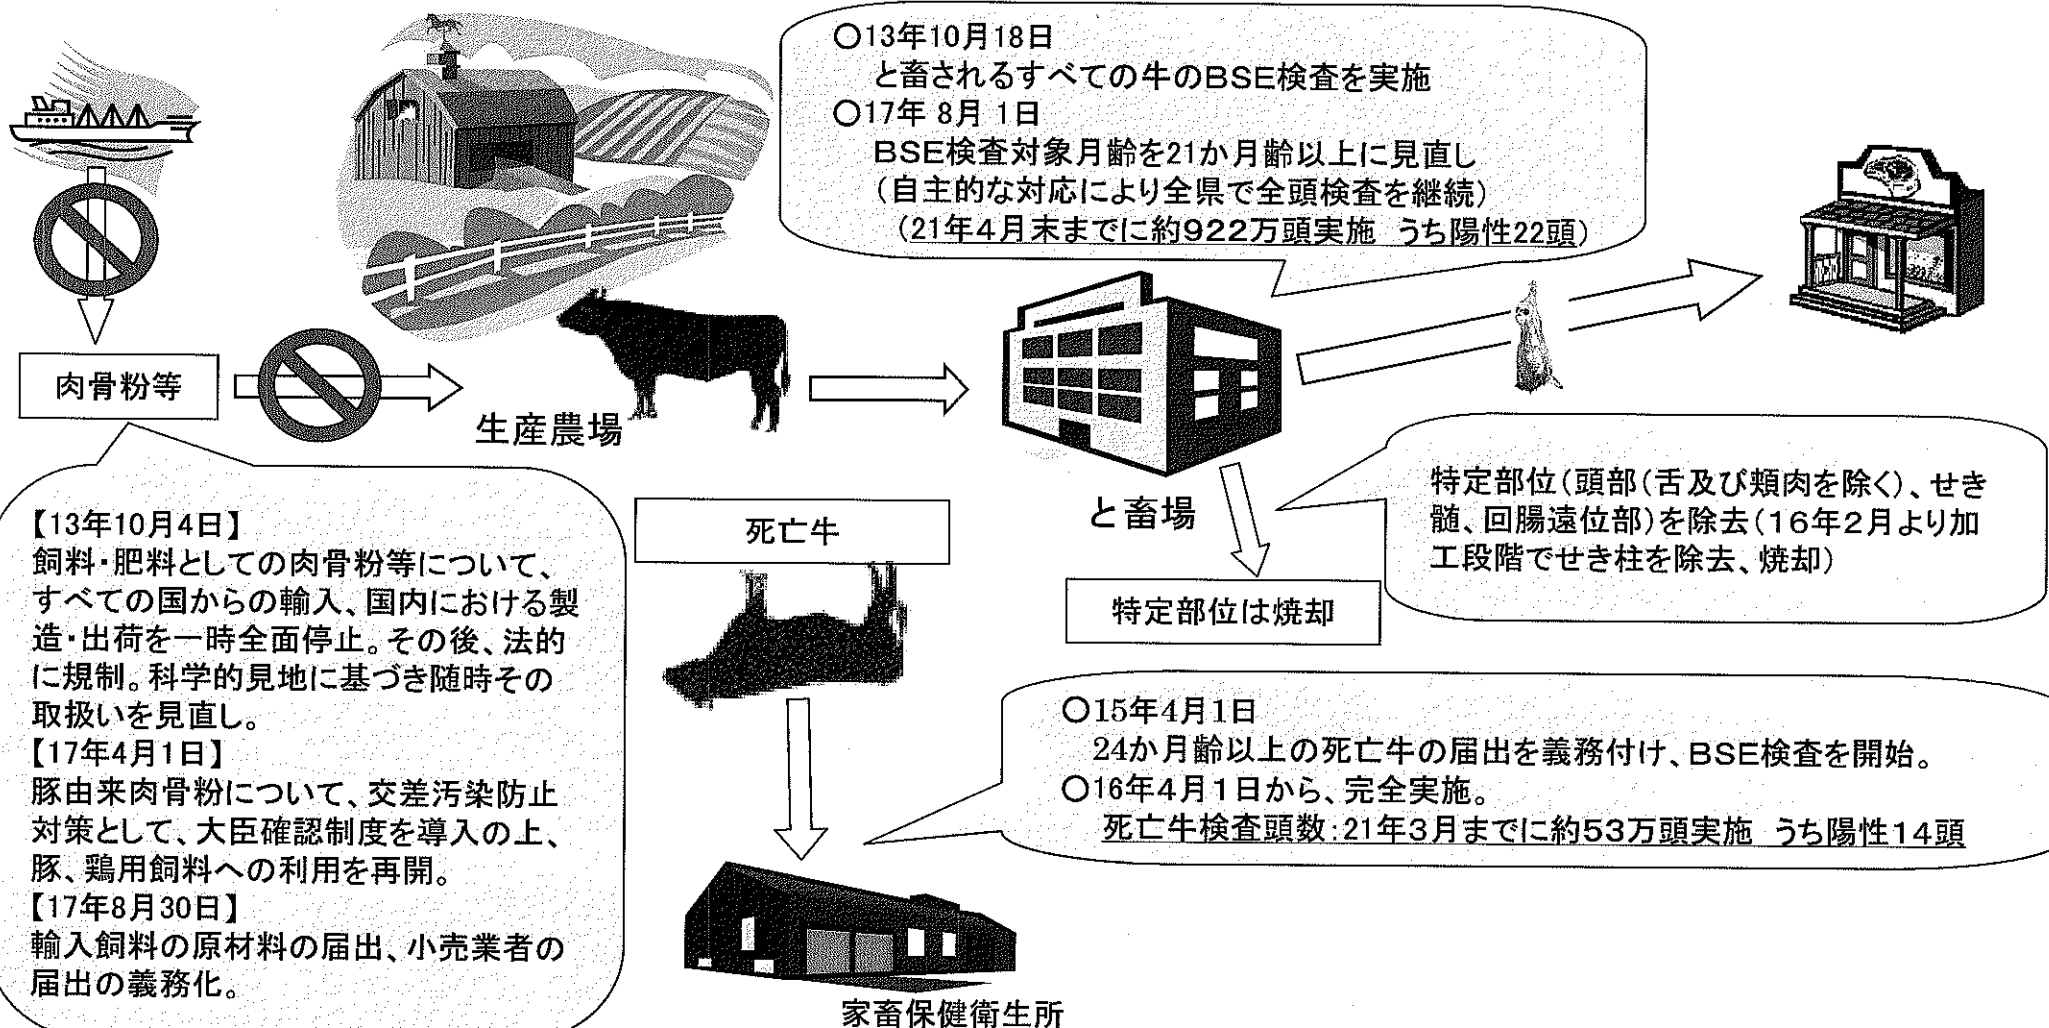 ○13年10月18日
と畜されるすべての牛のBSE検査を実施
○17年 8月 1日
BSE検査対象月齢を21か月齢以上に見直し
(自主的な対応により全県で全頭検査を継続)
(21年4月末までに約922万頭実施 うち陽性22頭)
肉骨粉等
生産農場
と畜場
特定部位(頭部(舌及び頬肉を除く)、せき
髄、回腸遠位部)を除去(16年2月より加
工段階でせき柱を除去、焼却)
特定部位は焼却
【13年10月4日】
飼料・肥料としての肉骨粉等について、
すべての国からの輸入、国内における製
造・出荷を一時全面停止。その後、法的
に規制。科学的見地に基づき随時その
取扱いを見直し。
【17年4月1日】
豚由来肉骨粉について、交差汚染防止
対策として、大臣確認制度を導入の上、
豚、鶏用飼料への利用を再開。
【17年8月30日】
輸入飼料の原材料の届出、小売業者の
届出の義務化。
死亡牛
○15年4月1日
24か月齢以上の死亡牛の届出を義務付け、BSE検査を開始。
○16年4月1日から、完全実施。
死亡牛検査頭数:21年3月までに約53万頭実施 うち陽性14頭
家畜保健衛生所